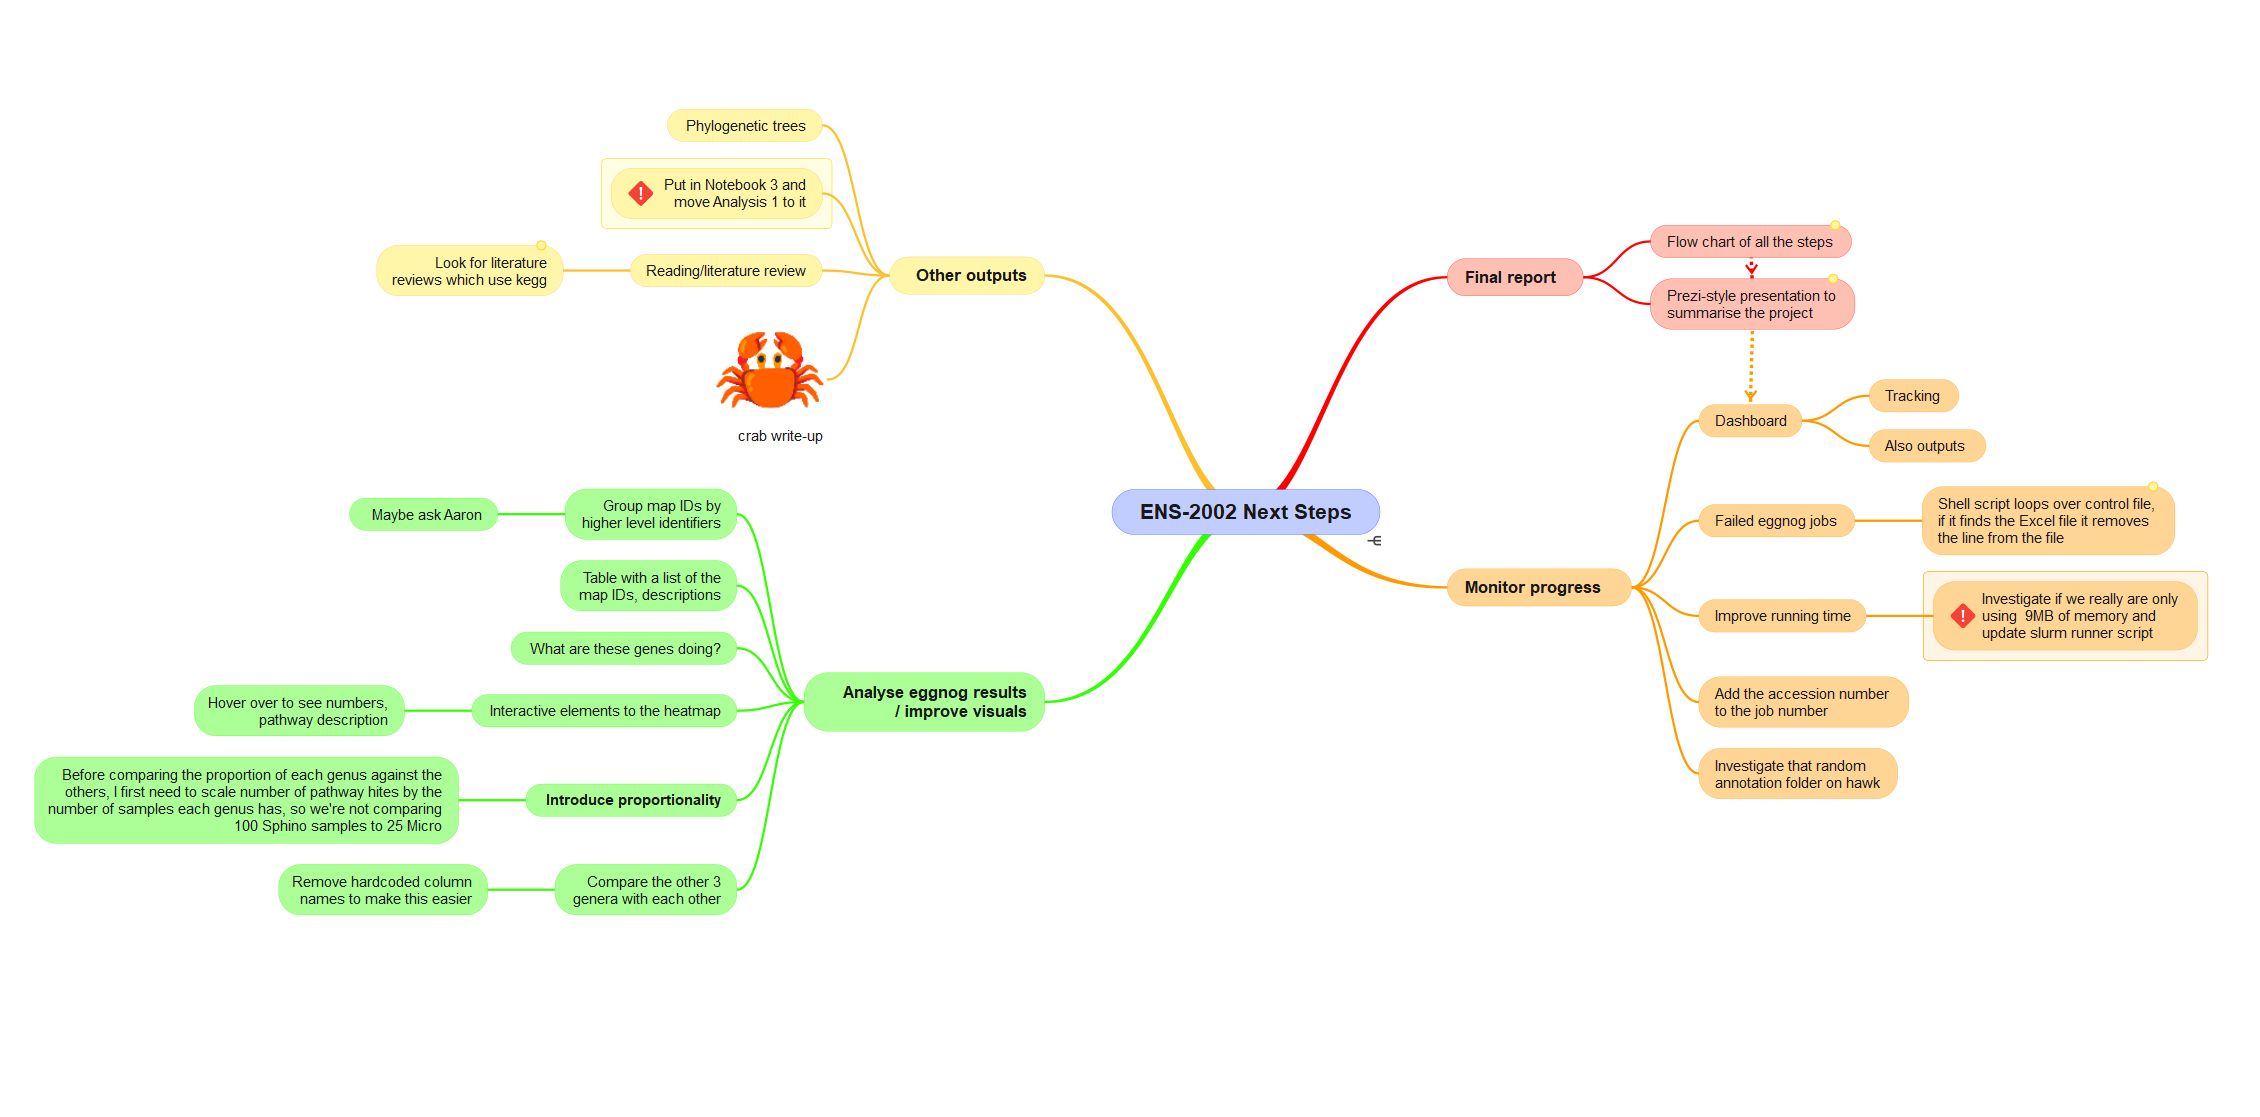 ENS-2002 Next Steps
Final report
Flow chart of all the steps
Prezi-style presentation to
summarise the project
Monitor progress
Dashboard
Tracking
Also outputs
Failed eggnog jobs
Shell script loops over control file,
if it finds the Excel file it removes
the line from the file
Improve running time
Investigate if we really are only
using  9MB of memory and
update slurm runner script
Add the accession number
to the job number
Investigate that random
annotation folder on hawk
Other outputs
Phylogenetic trees
Put in Notebook 3 and
move Analysis 1 to it
Reading/literature review
Look for literature
reviews which use kegg
crab write-up
Analyse eggnog results
/ improve visuals
Group map IDs by
higher level identifiers
Maybe ask Aaron
Table with a list of the
map IDs, descriptions
What are these genes doing?
Interactive elements to the heatmap
Hover over to see numbers,
pathway description
Introduce proportionality
Before comparing the proportion of each genus against the
others, I first need to scale number of pathway hites by the
number of samples each genus has, so we're not comparing
100 Sphino samples to 25 Micro
Compare the other 3
genera with each other
Remove hardcoded column
names to make this easier